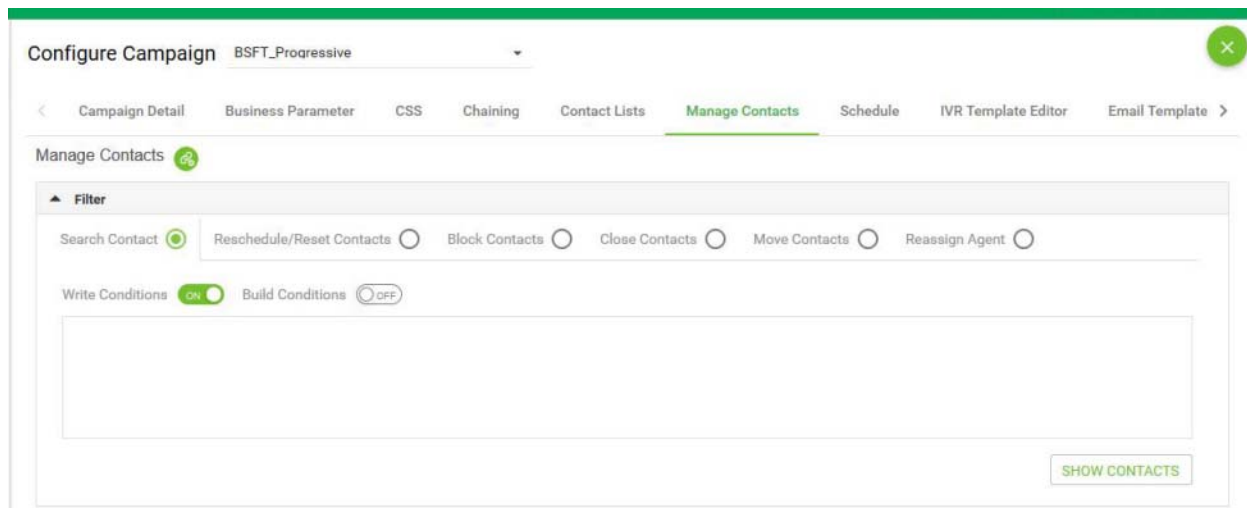 Configure Campaign BSFT_Progressive
Campaign Detail Business Parameter CSS Chaining Contact Lists Manage Contacts Schedule IVR Template Editor Email Template
Manage Contacts
Filter
Search Contact Reschedule/Reset Contacts Block Contacts Close Contacts Move Contacts Reassign Agent
Write Conditions ON Build Conditions OFF
SHOW CONTACTS